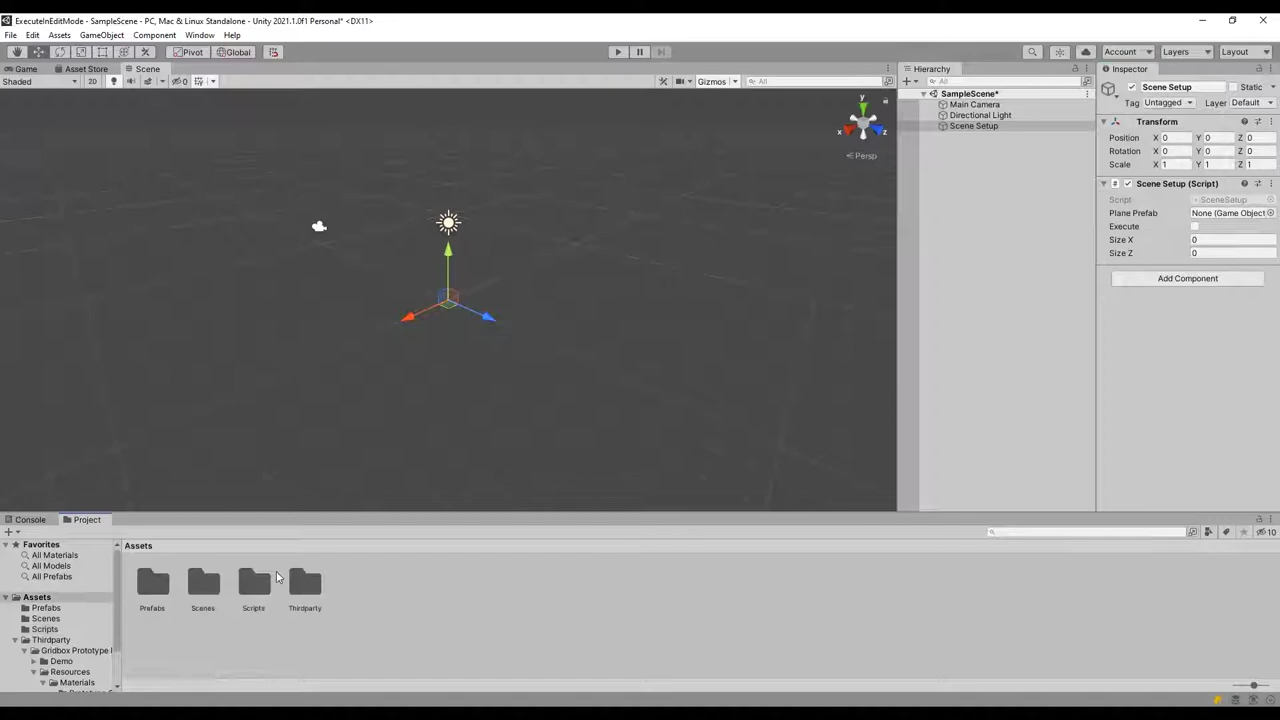 ExecuteInEditMode - SampleScene - PC, Mac & Linux Standalone - Unity 2021.1.0f1 Personal* <DX11>
File Edit Assets GameObject Component Window Help
Pivot Global Account Layers Layout
Game Asset Store Scene
Shaded 2D 0 Gizmos All
y
x z
Persp
Hierarchy
All
SampleScene*
Main Camera
Directional Light
Scene Setup
Inspector
Scene Setup Static
Tag Untagged Layer Default
Transform
Position X 0 Y 0 Z 0
Rotation X 0 Y 0 Z 0
Scale X 1 Y 1 Z 1
# Scene Setup (Script)
Script SceneSetup
Plane Prefab None (Game Object
Execute
Size X 0
Size Z 0
Add Component
Console Project
10
Favorites
All Materials
All Models
All Prefabs
Assets
Prefabs
Scenes
Scripts
Thirdparty
Gridbox Prototype
Demo
Resources
Materials
Assets
Prefabs Scenes Scripts Thirdparty